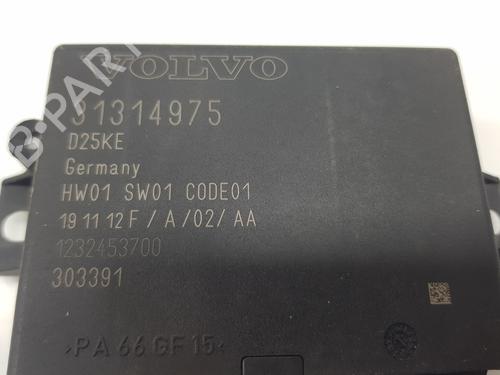 VOLVO
31314975
D25KE
Germany
HW01 SW01 CODE01
19 11 12 F / A / 02 / AA
1232453700
303391
>PA 66 GF 15<
B-PARTS